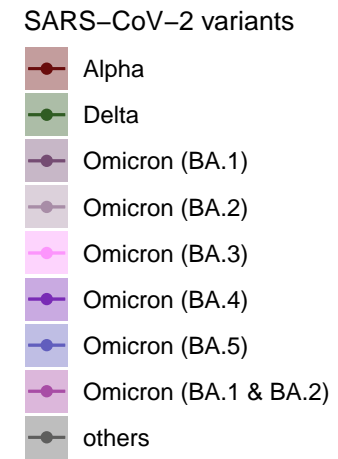 SARS−CoV−2 variants
Alpha
Delta
Omicron (BA.1)
Omicron (BA.2)
Omicron (BA.3)
Omicron (BA.4)
Omicron (BA.5)
Omicron (BA.1 & BA.2)
others